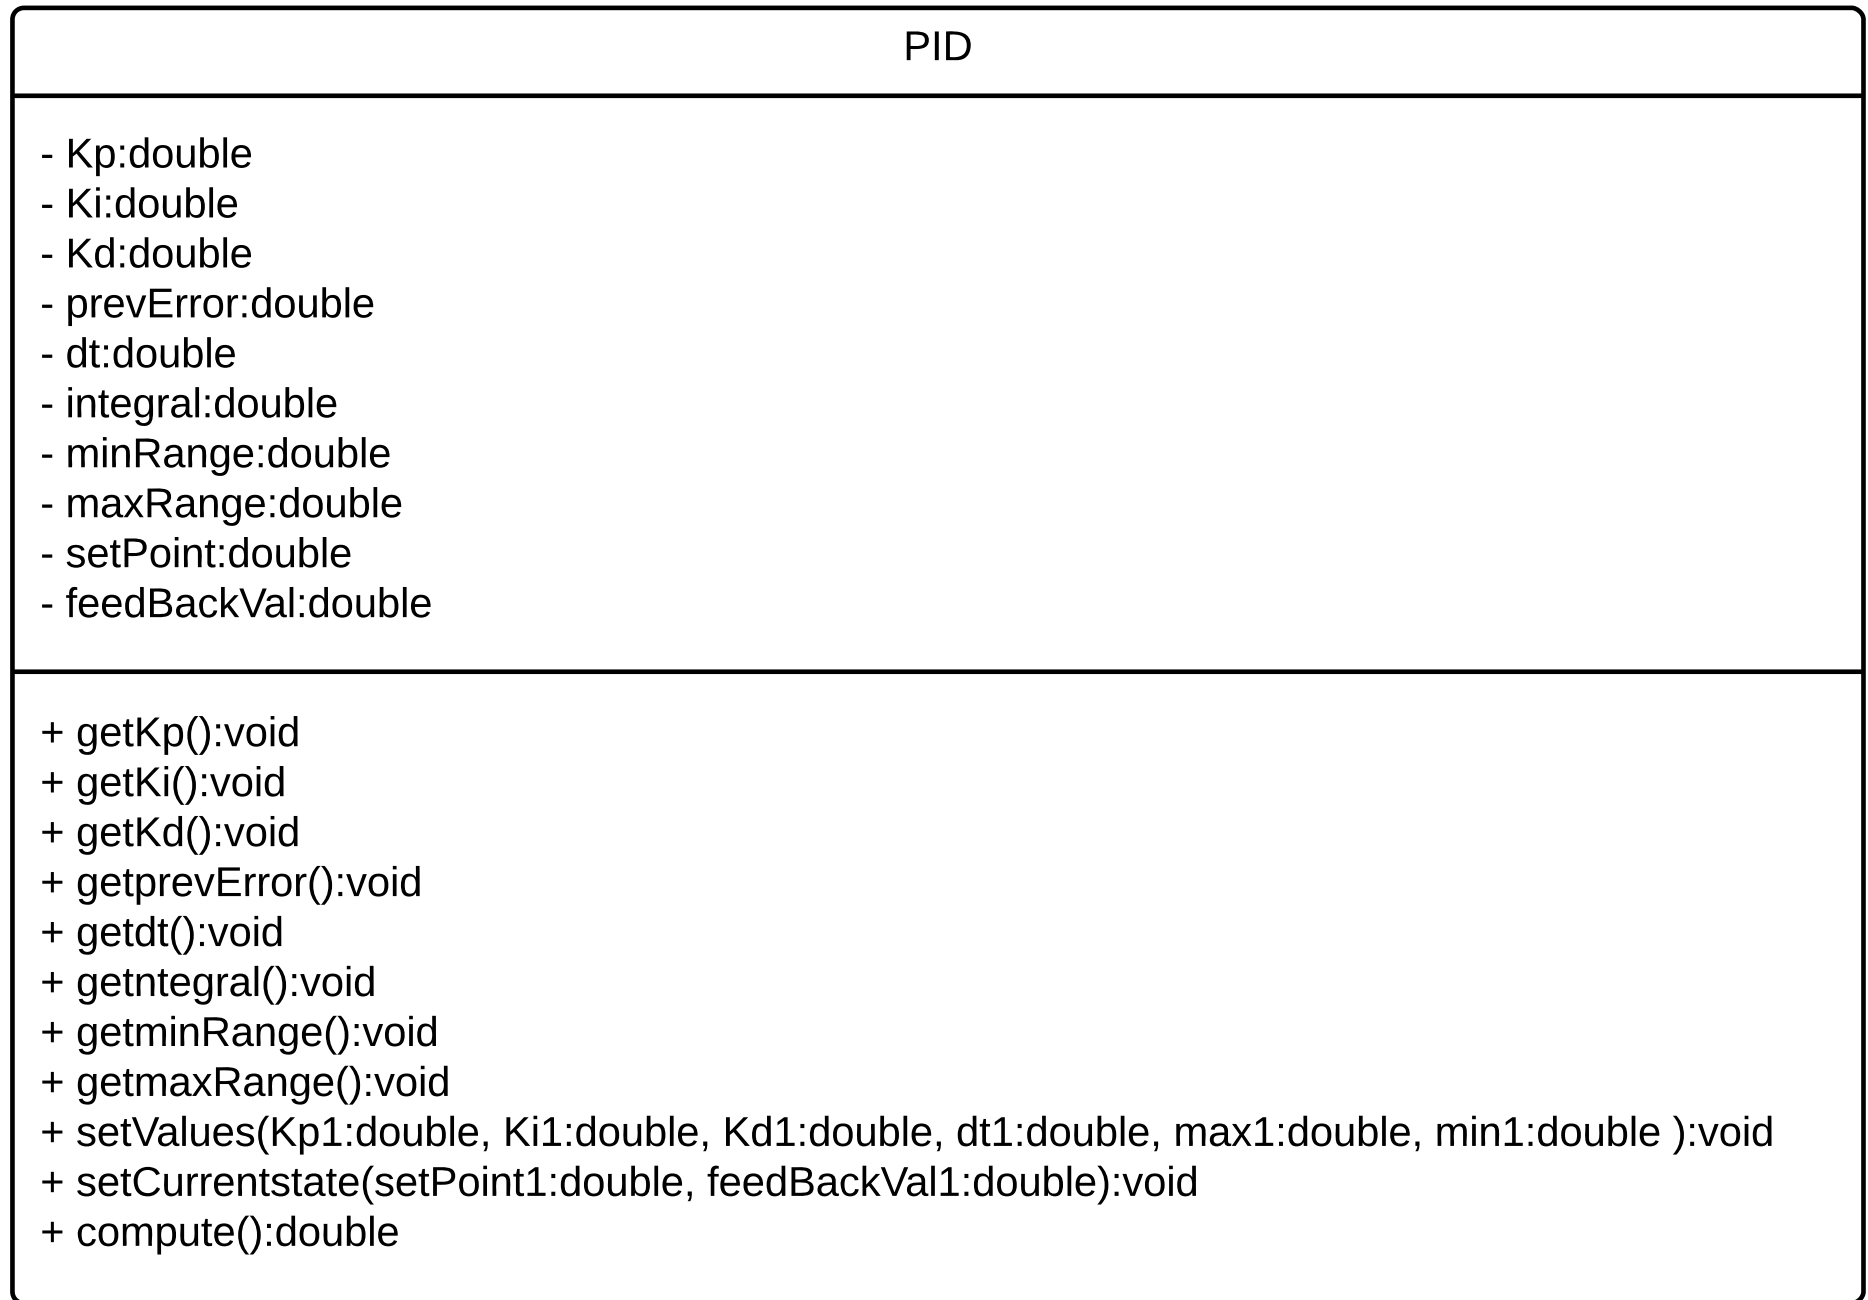 PID
- Kp:double
- Ki:double
- Kd:double
- prevError:double
- dt:double
- integral:double
- minRange:double
- maxRange:double
- setPoint:double
- feedBackVal:double
+ getKp():void
+ getKi():void
+ getKd():void
+ getprevError():void
+ getdt():void
+ getntegral():void
+ getminRange():void
+ getmaxRange():void
+ setValues(Kp1:double, Ki1:double, Kd1:double, dt1:double, max1:double, min1:double ):void
+ setCurrentstate(setPoint1:double, feedBackVal1:double):void
+ compute():double